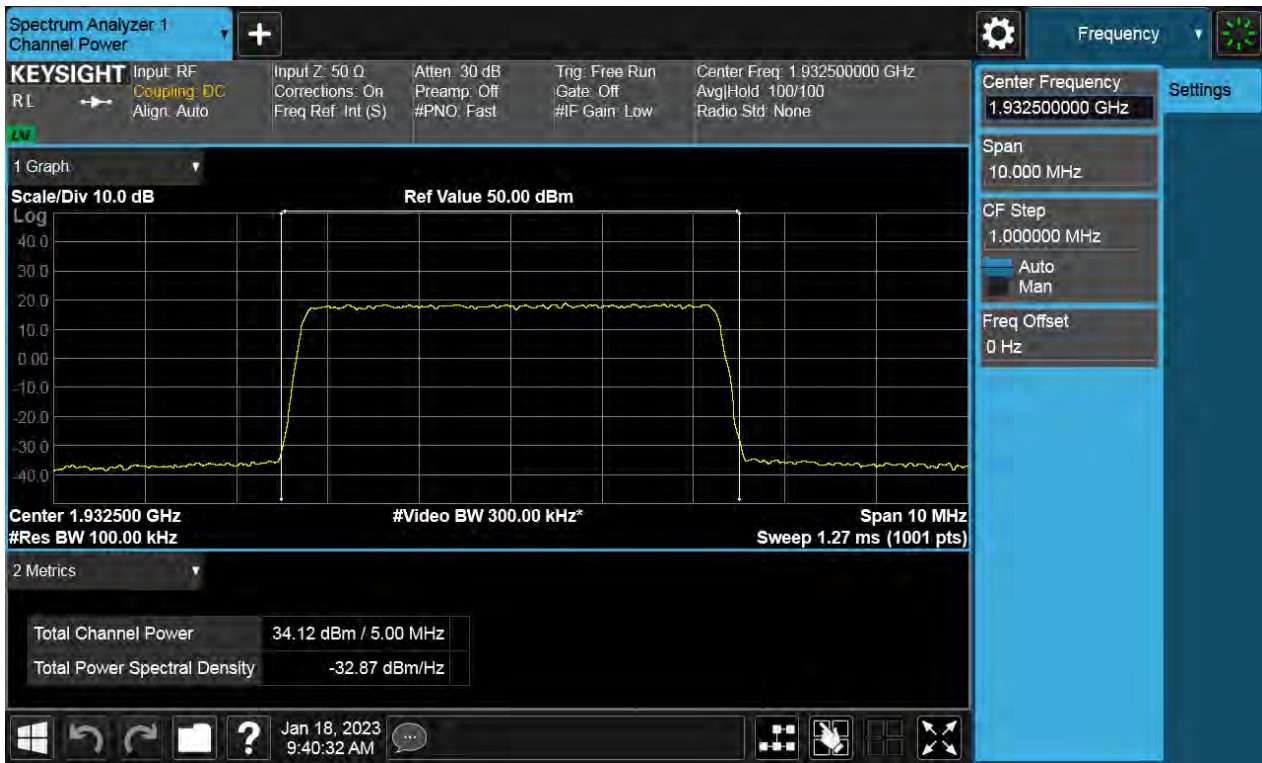 Spectrum Analyzer 1
Channel Power
Frequency
KEYSIGHT
R L
Input: RF
Coupling: DC
Align: Auto
Input Z: 50 Ω
Corrections: On
Freq Ref: Int (S)
Atten: 30 dB
Preamp: Off
#PNO: Fast
Trig: Free Run
Gate: Off
#IF Gain: Low
Center Freq: 1.932500000 GHz
Avg|Hold: 100/100
Radio Std: None
1 Graph
Scale/Div 10.0 dB
Ref Value 50.00 dBm
Log
40.0
30.0
20.0
10.0
0.00
-10.0
-20.0
-30.0
-40.0
Center 1.932500 GHz
#Video BW 300.00 kHz*
Span 10 MHz
#Res BW 100.00 kHz
Sweep 1.27 ms (1001 pts)
2 Metrics
Total Channel Power 34.12 dBm / 5.00 MHz
Total Power Spectral Density -32.87 dBm/Hz
Jan 18, 2023
9:40:32 AM
Center Frequency
1.932500000 GHz
Settings
Span
10.000 MHz
CF Step
1.000000 MHz
Auto
Man
Freq Offset
0 Hz